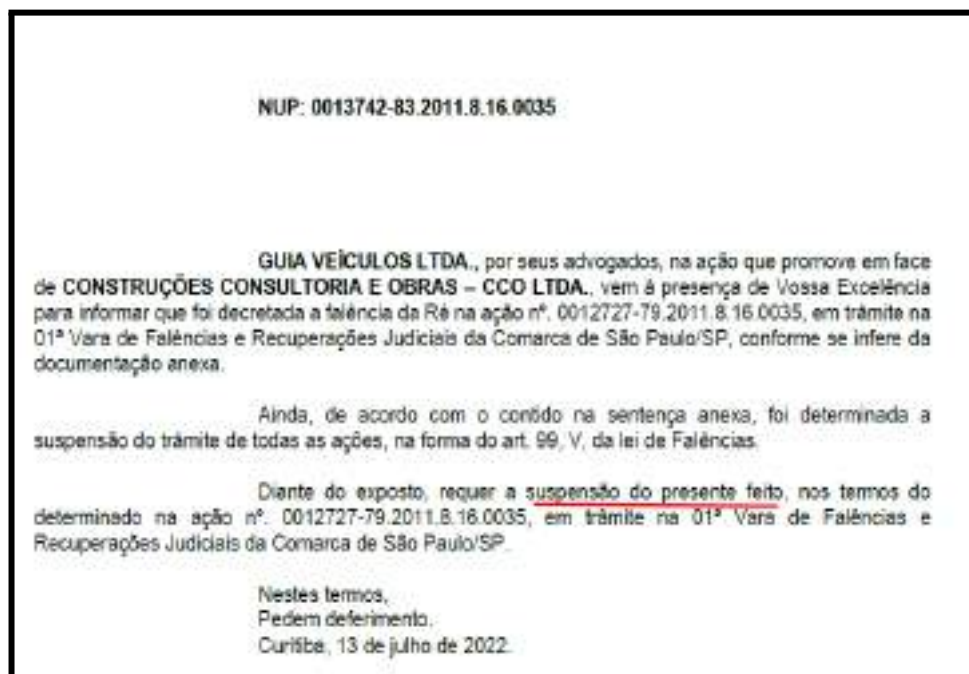 NUP: 0013742-83.2011.8.16.0035
GUIA VEÍCULOS LTDA., por seus advogados, na ação que promove em face
de CONSTRUÇÕES CONSULTORIA E OBRAS – CCO LTDA., vem à presença de Vossa Excelência
para informar que foi decretada a falência da Ré na ação nº. 0012727-79.2011.8.16.0035, em trâmite na
01ª Vara de Falências e Recuperações Judiciais da Comarca de São Paulo/SP, conforme se infere da
documentação anexa.
Ainda, de acordo com o contido na sentença anexa, foi determinada a
suspensão do trâmite de todas as ações, na forma do art. 99, V, da lei de Falências.
Diante do exposto, requer a suspensão do presente feito, nos termos do
determinado na ação nº. 0012727-79.2011.8.16.0035, em trâmite na 01ª Vara de Falências e
Recuperações Judiciais da Comarca de São Paulo/SP.
Nestes termos,
Pedem deferimento.
Curitiba, 13 de julho de 2022.